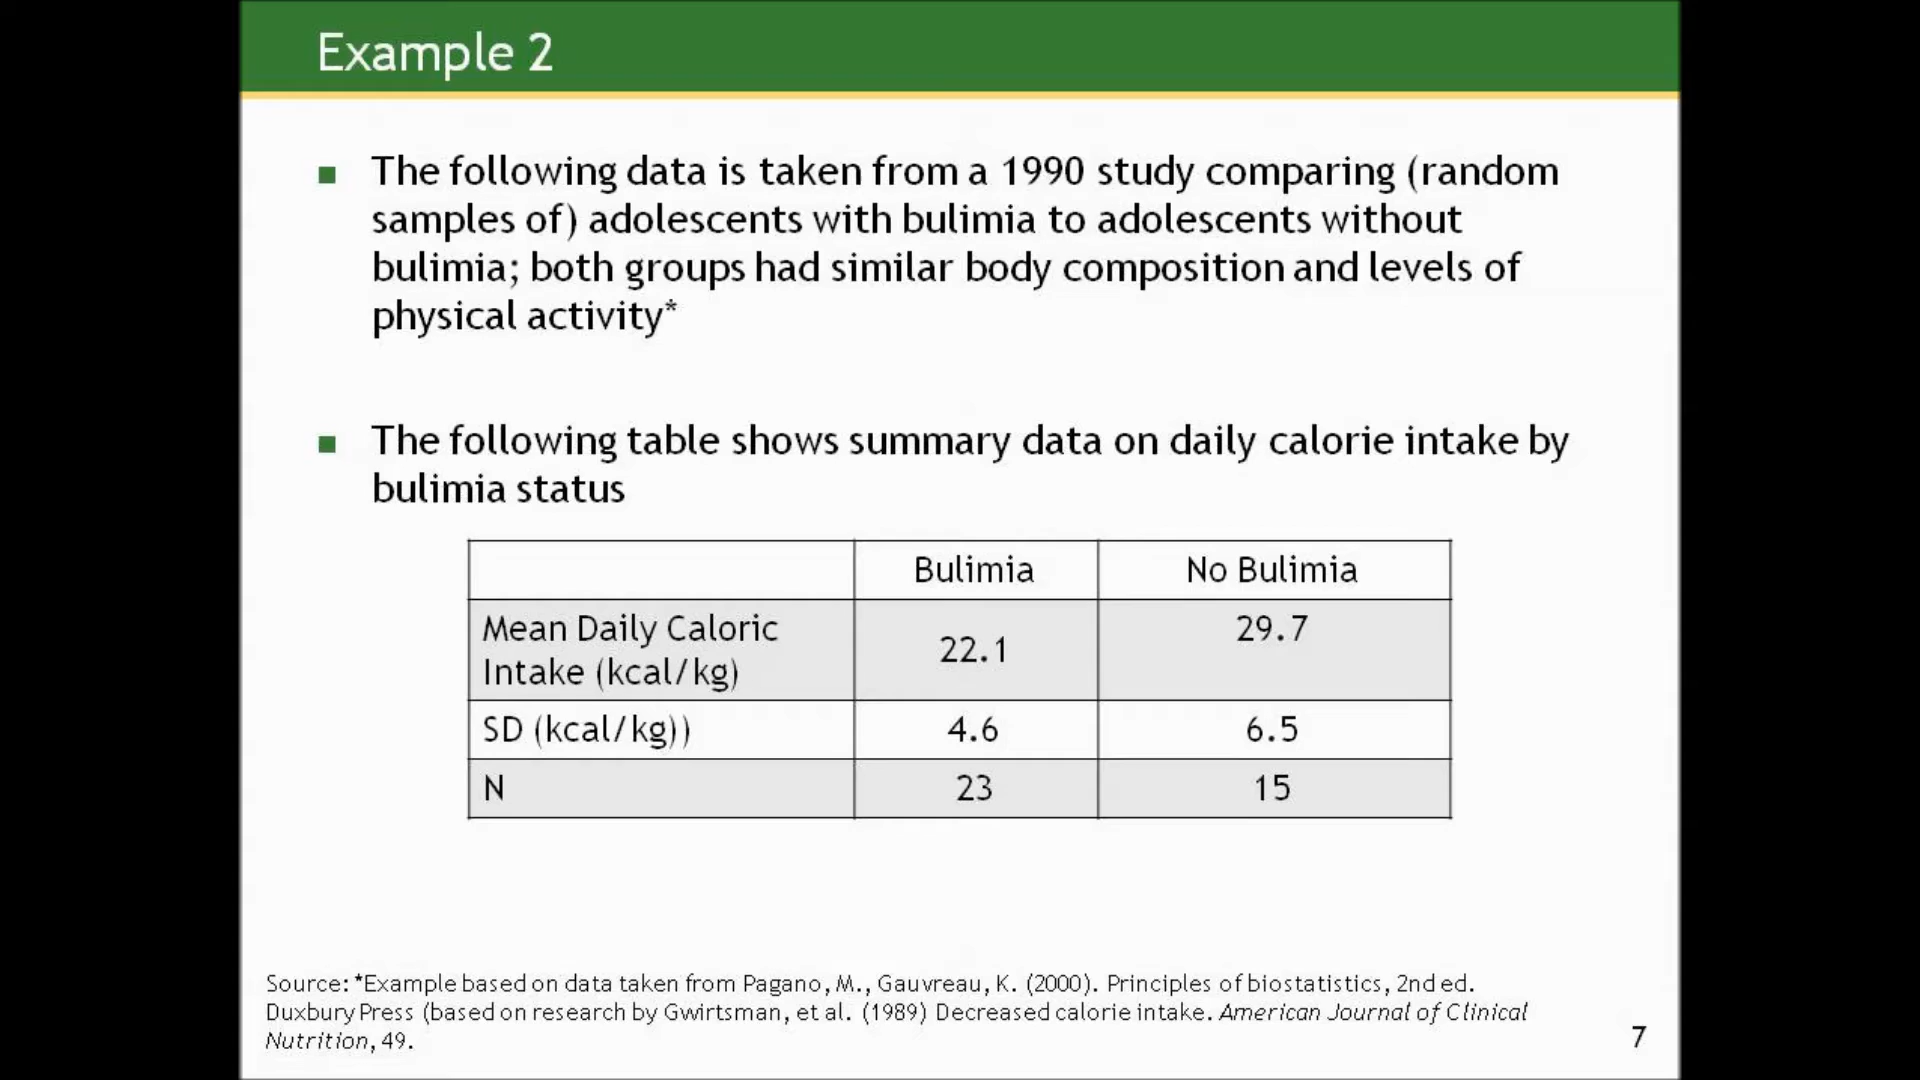 Example 2
■ The following data is taken from a 1990 study comparing (random
samples of) adolescents with bulimia to adolescents without
bulimia; both groups had similar body composition and levels of
physical activity*
■ The following table shows summary data on daily calorie intake by
bulimia status
Bulimia No Bulimia
Mean Daily Caloric
Intake (kcal/kg) 22.1 29.7
SD (kcal/kg)) 4.6 6.5
N 23 15
Source: *Example based on data taken from Pagano, M., Gauvreau, K. (2000). Principles of biostatistics, 2nd ed.
Duxbury Press (based on research by Gwirtsman, et al. (1989) Decreased calorie intake. American Journal of Clinical
Nutrition, 49.
7